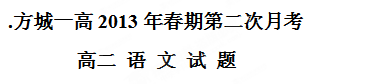 .方城一高2013年春期第二次月考
高二 语 文 试 题